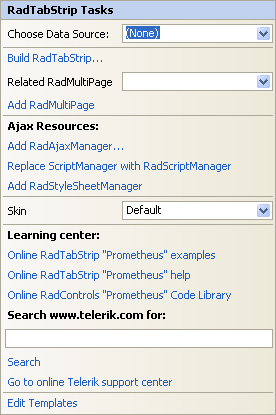 RadTabStrip Tasks
Choose Data Source: (None)
Build RadTabStrip...
Related RadMultiPage
Add RadMultiPage
Ajax Resources:
Add RadAjaxManager...
Replace ScriptManager with RadScriptManager
Add RadStyleSheetManager
Skin Default
Learning center:
Online RadTabStrip "Prometheus" examples
Online RadTabStrip "Prometheus" help
Online RadControls "Prometheus" Code Library
Search www.telerik.com for:
Search
Go to online Telerik support center
Edit Templates